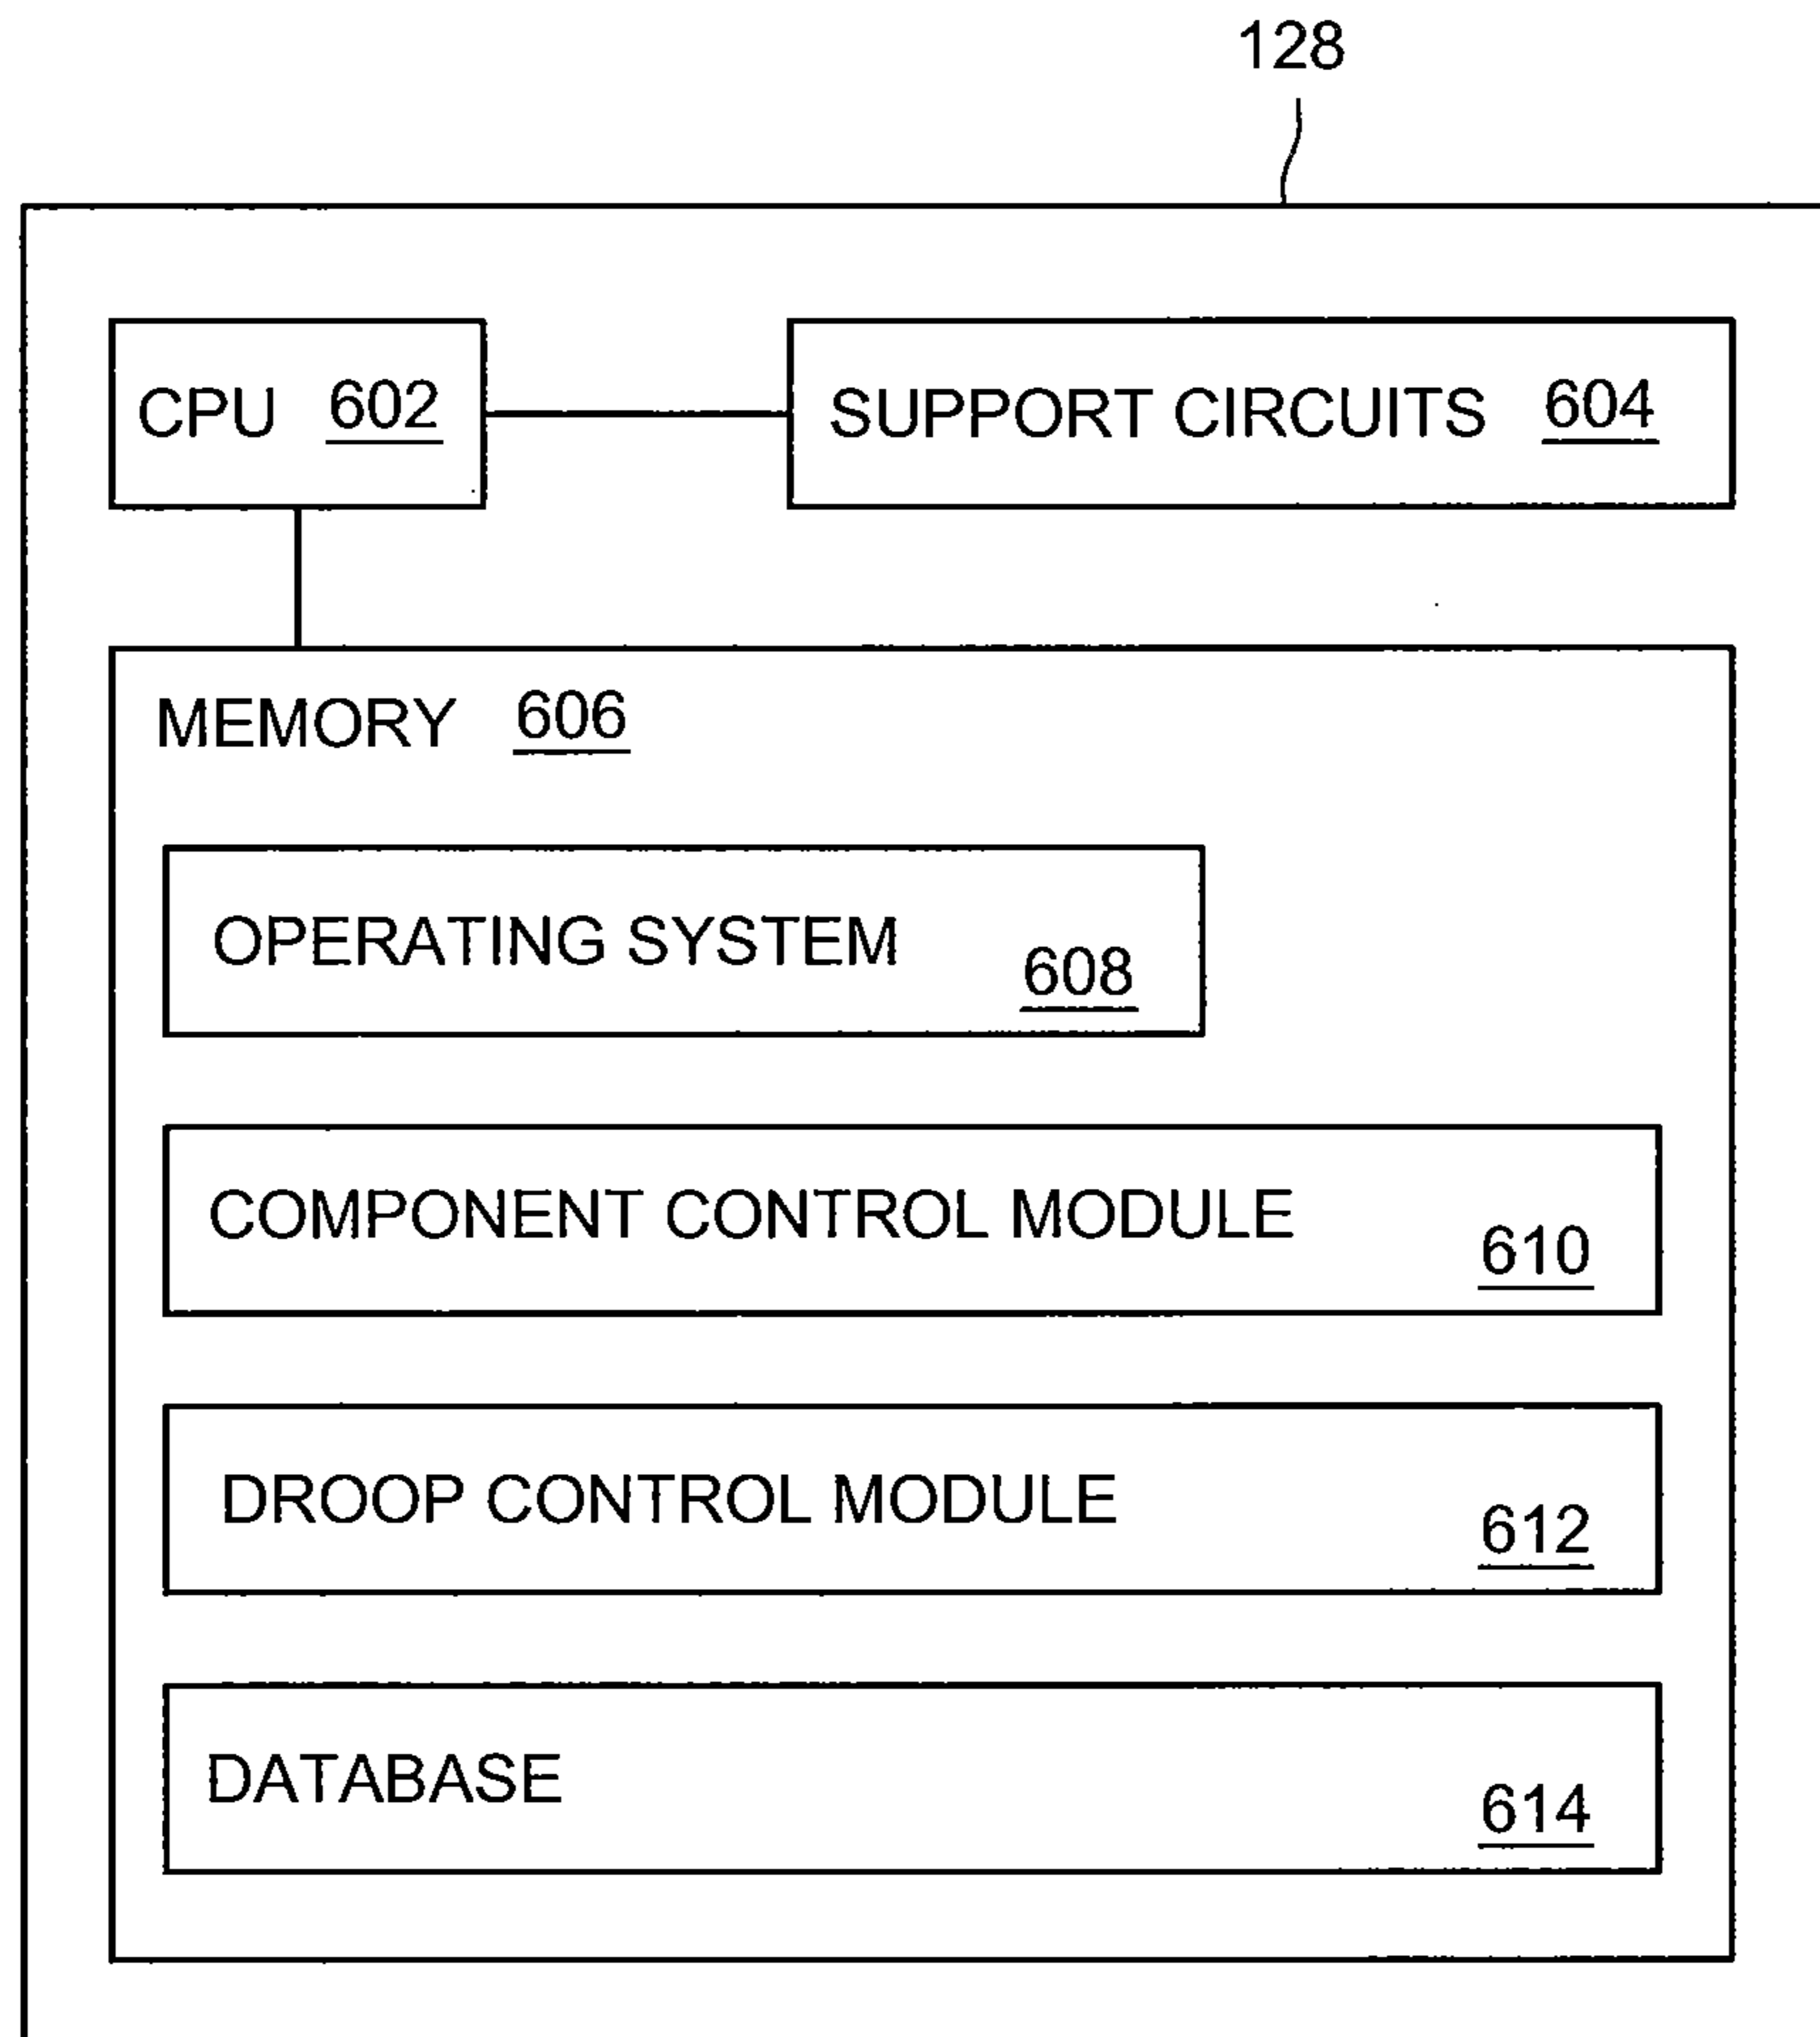 128
CPU 602
SUPPORT CIRCUITS 604
MEMORY 606
OPERATING SYSTEM 608
COMPONENT CONTROL MODULE 610
DROOP CONTROL MODULE 612
DATABASE 614